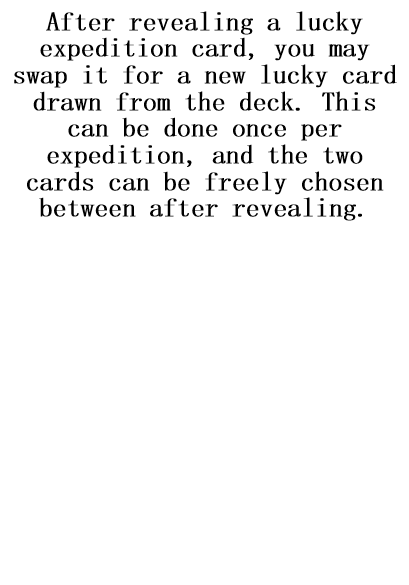 After revealing a lucky
expedition card, you may
swap it for a new lucky card
drawn from the deck. This
can be done once per
expedition, and the two
cards can be freely chosen
between after revealing.